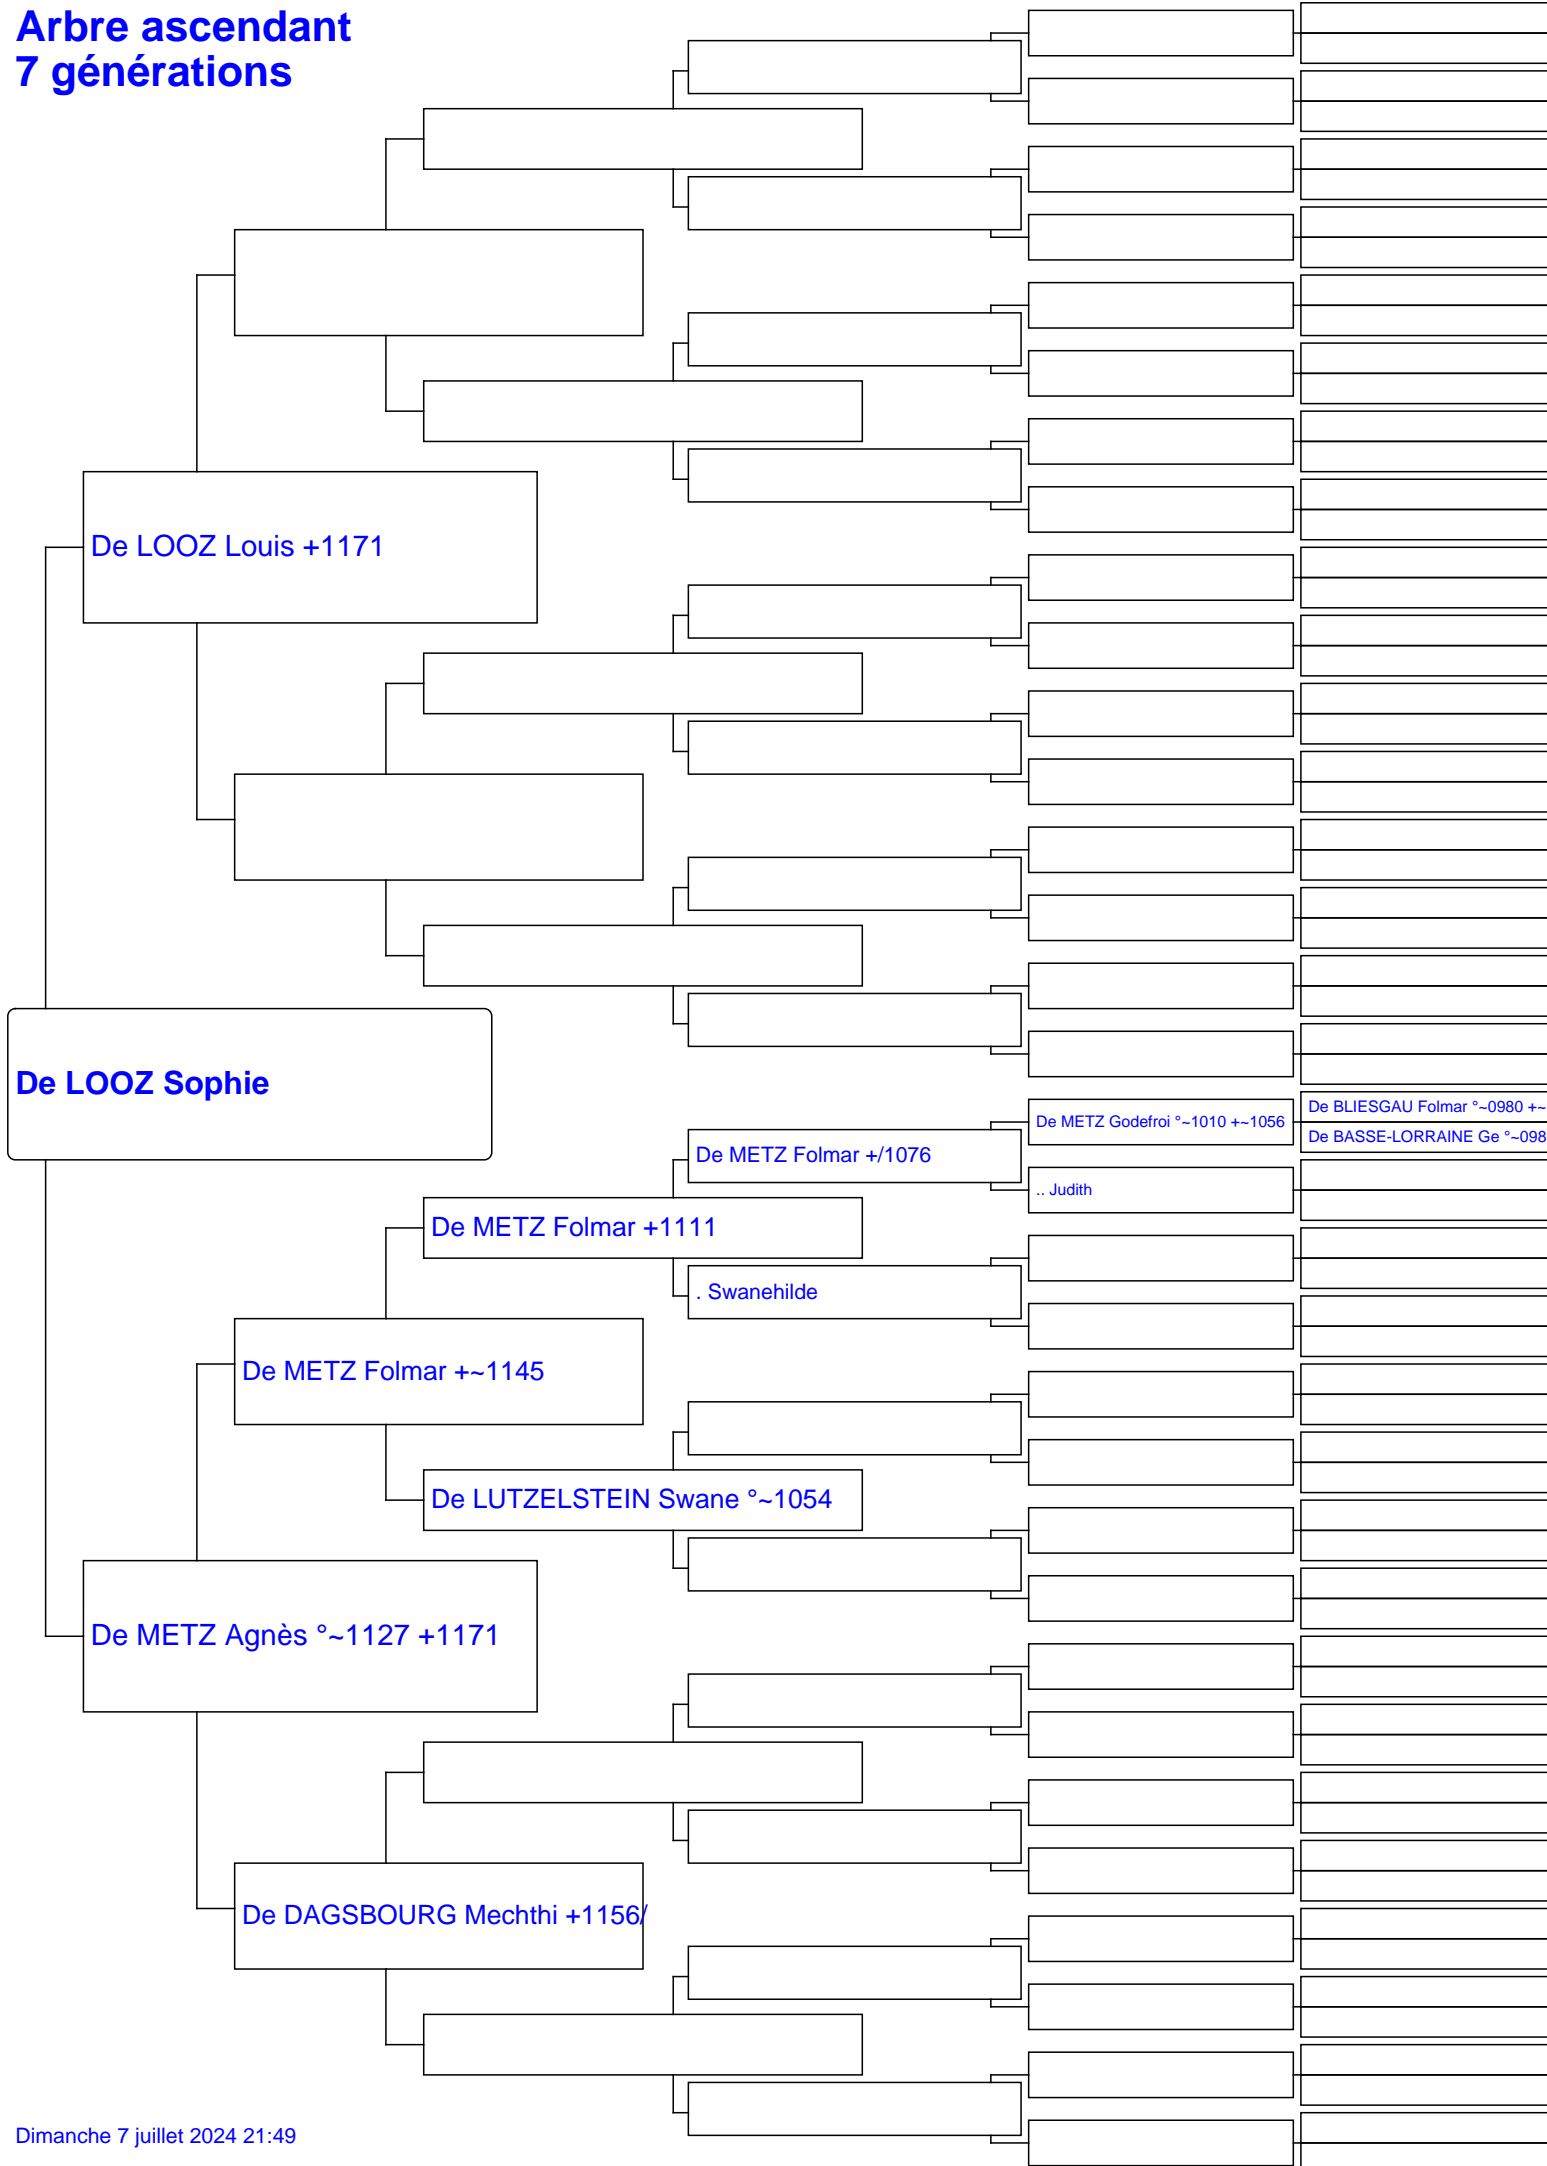 Arbre ascendant
7 générations
De LOOZ Louis +1171
De LOOZ Sophie
De BLIESGAU Folmar °~0980 +~
De METZ Godefroi °~1010 +~1056
De BASSE-LORRAINE Ge °~098
De METZ Folmar +/1076
.. Judith
De METZ Folmar +1111
. Swanehilde
De METZ Folmar +~1145
De LUTZELSTEIN Swane °~1054
De METZ Agnès °~1127 +1171
De DAGSBOURG Mechthi +1156/
Dimanche 7 juillet 2024 21:49